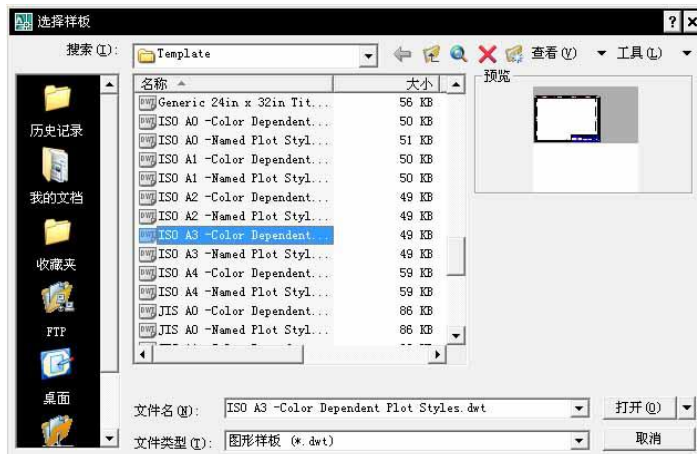 选择样板
搜索(I): Template 查看(V) 工具(L)
历史记录
我的文档
收藏夹
FTP
桌面
名称 大小
Generic 24in x 32in Tit... 56 KB
ISO A0 -Color Dependent... 50 KB
ISO A0 -Named Plot Styl... 51 KB
ISO A1 -Color Dependent... 50 KB
ISO A1 -Named Plot Styl... 50 KB
ISO A2 -Color Dependent... 49 KB
ISO A2 -Named Plot Styl... 49 KB
ISO A3 -Color Dependent... 49 KB
ISO A3 -Named Plot Styl... 49 KB
ISO A4 -Color Dependent... 59 KB
ISO A4 -Named Plot Styl... 59 KB
JIS A0 -Color Dependent... 86 KB
JIS A0 -Named Plot Styl... 86 KB
预览
文件名(N): ISO A3 -Color Dependent Plot Styles.dwt 打开(O)
文件类型(T): 图形样板 (*.dwt) 取消